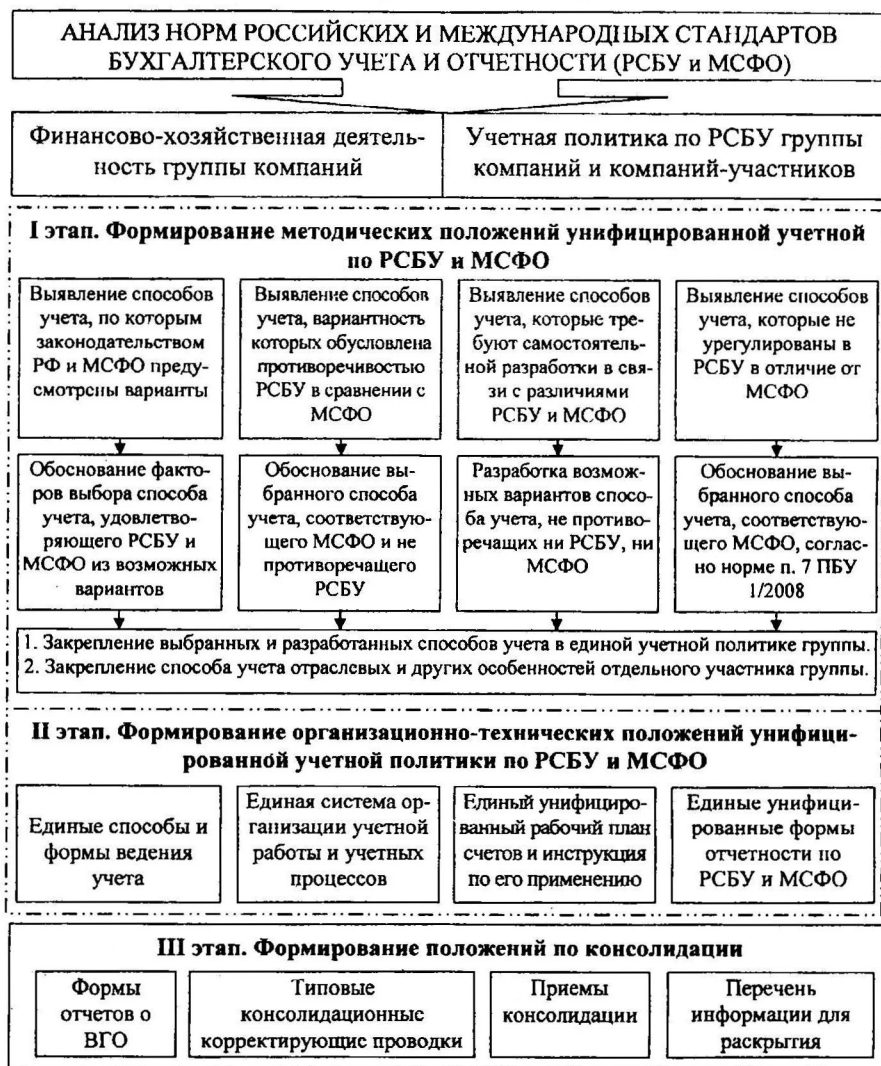 АНАЛИЗ НОРМ РОССИЙСКИХ И МЕЖДУНАРОДНЫХ СТАНДАРТОВ
БУХГАЛТЕРСКОГО УЧЕТА И ОТЧЕТНОСТИ (РСБУ и МСФО)
Финансово-хозяйственная деятель-
ность группы компаний
Учетная политика по РСБУ группы
компаний и компаний-участников
I этап. Формирование методических положений унифицированной учетной
по РСБУ и МСФО
Выявление способов
учета, по которым
законодательством
РФ и МСФО преду-
смотрены варианты
Выявление способов
учета, вариантность
которых обусловлена
противоречивостью
РСБУ в сравнении с
МСФО
Выявление способов
учета, которые тре-
буют самостоятель-
ной разработки в свя-
зи с различиями
РСБУ и МСФО
Выявление способов
учета, которые не
урегулированы в
РСБУ в отличие от
МСФО
Обоснование факто-
ров выбора способа
учета, удовлетво-
ряющего РСБУ и
МСФО из возможных
вариантов
Обоснование вы-
бранного способа
учета, соответствую-
щего МСФО и не
противоречащего
РСБУ
Разработка возмож-
ных вариантов спосо-
ба учета, не противо-
речащих ни РСБУ, ни
МСФО
Обоснование вы-
бранного способа
учета, соответствую-
щего МСФО, соглас-
но норме п. 7 ПБУ
1/2008
1. Закрепление выбранных и разработанных способов учета в единой учетной политике группы.
2. Закрепление способа учета отраслевых и других особенностей отдельного участника группы.
II этап. Формирование организационно-технических положений унифици-
рованной учетной политики по РСБУ и МСФО
Единые способы и
формы ведения
учета
Единая система ор-
ганизации учетной
работы и учетных
процессов
Единый унифициро-
ванный рабочий план
счетов и инструкция
по его применению
Единые унифици-
рованные формы
отчетности по
РСБУ и МСФО
III этап. Формирование положений по консолидации
Формы
отчетов о
ВГО
Типовые
консолидационные
корректирующие проводки
Приемы
консолидации
Перечень
информации для
раскрытия